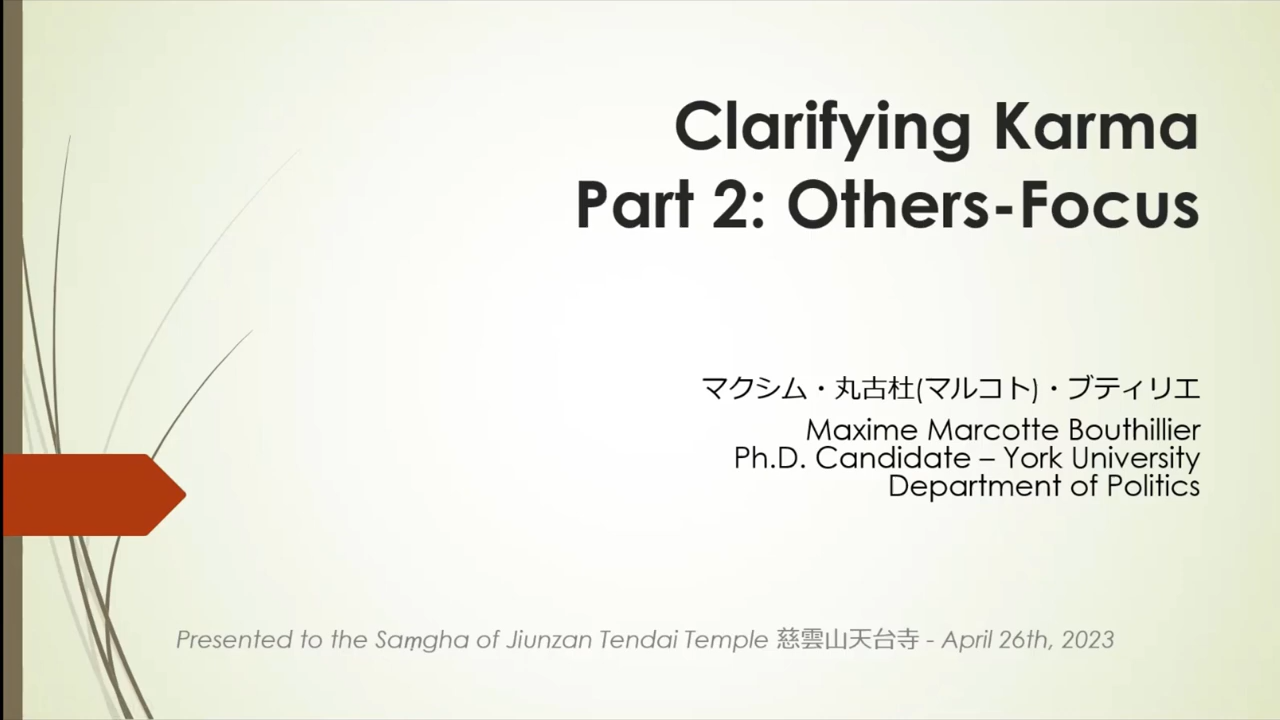 Clarifying Karma
Part 2: Others-Focus
マクシム・丸古杜(マルコト)・ブティリエ
Maxime Marcotte Bouthillier
Ph.D. Candidate – York University
Department of Politics
Presented to the Saṃgha of Jiunzan Tendai Temple 慈雲山天台寺 - April 26th, 2023